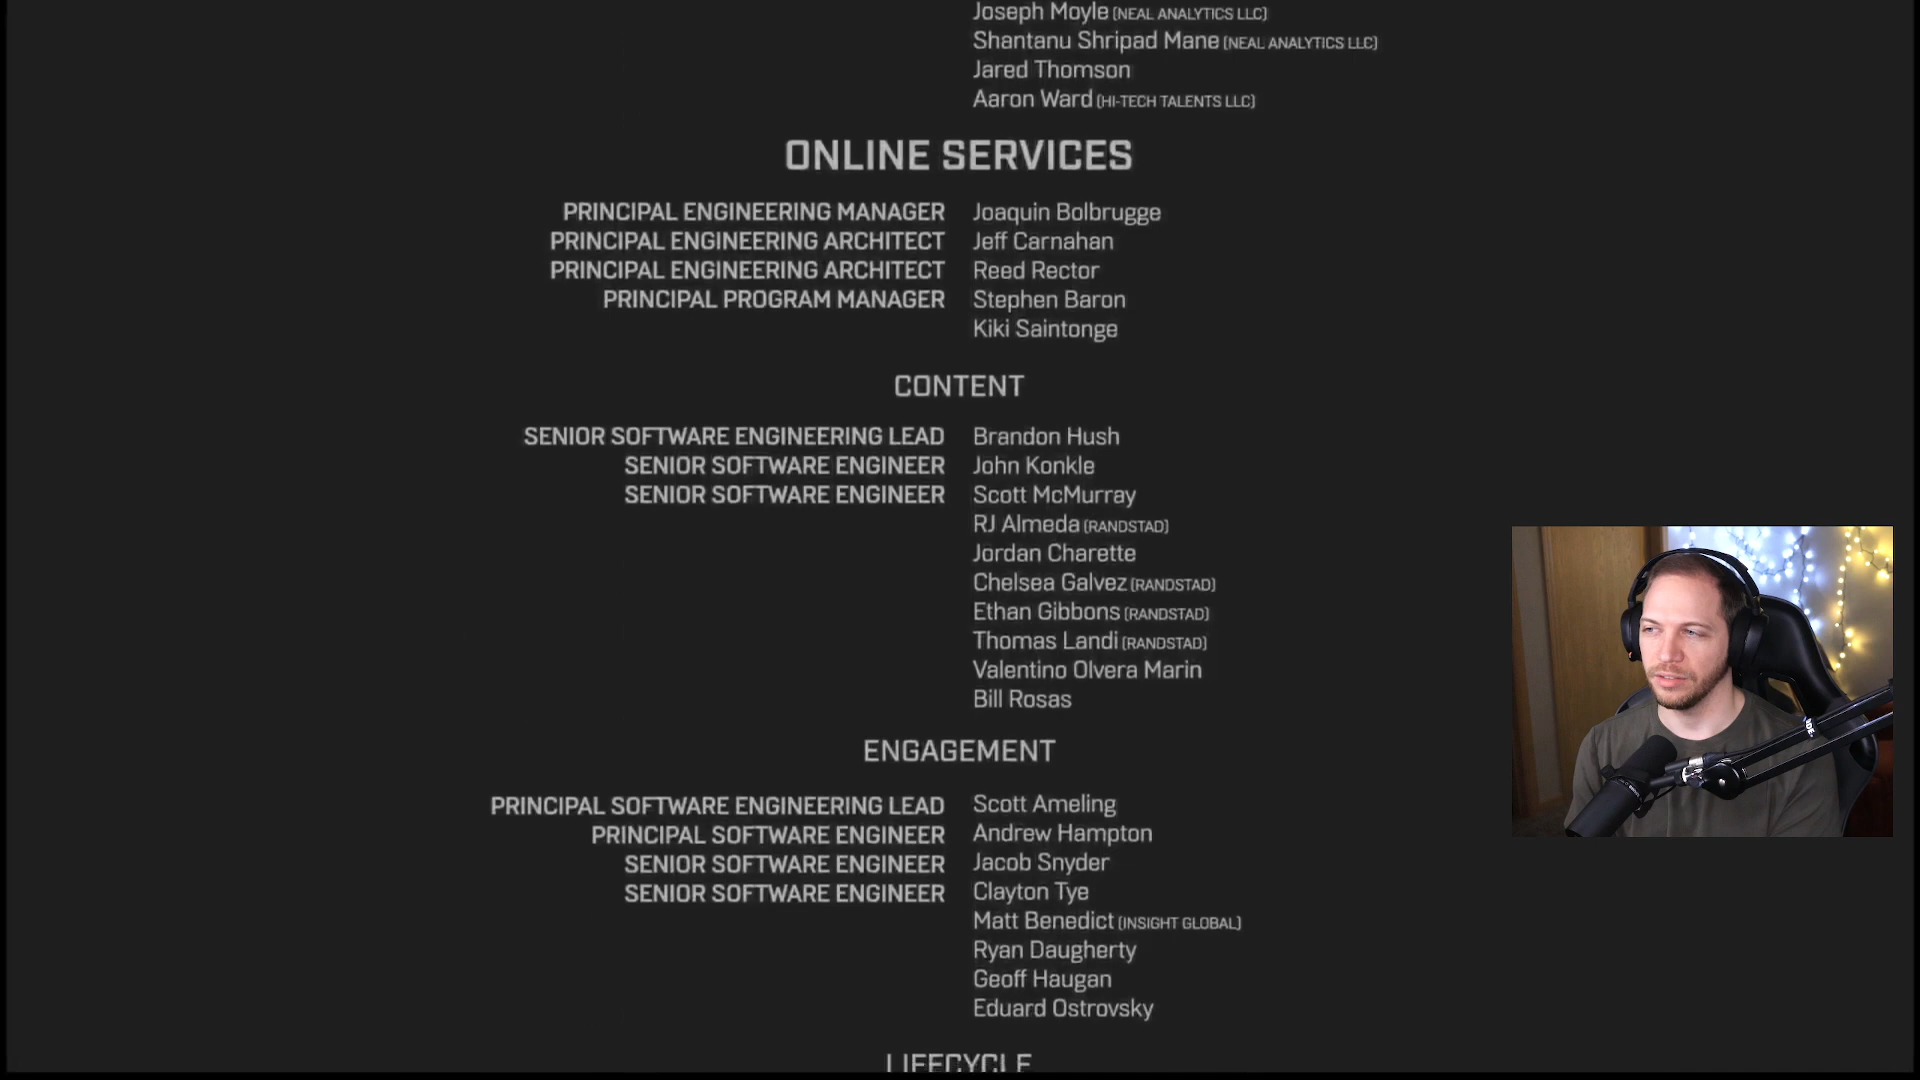 Joseph Moyle (NEAL ANALYTICS LLC)
Shantanu Shripad Mane (NEAL ANALYTICS LLC)
Jared Thomson
Aaron Ward (HI-TECH TALENTS LLC)
ONLINE SERVICES
PRINCIPAL ENGINEERING MANAGER Joaquin Bolbrugge
PRINCIPAL ENGINEERING ARCHITECT Jeff Carnahan
PRINCIPAL ENGINEERING ARCHITECT Reed Rector
PRINCIPAL PROGRAM MANAGER Stephen Baron
Kiki Saintonge
CONTENT
SENIOR SOFTWARE ENGINEERING LEAD Brandon Hush
SENIOR SOFTWARE ENGINEER John Konkle
SENIOR SOFTWARE ENGINEER Scott McMurray
RJ Almeda (RANDSTAD)
Jordan Charette
Chelsea Galvez (RANDSTAD)
Ethan Gibbons (RANDSTAD)
Thomas Landi (RANDSTAD)
Valentino Olvera Marin
Bill Rosas
ENGAGEMENT
PRINCIPAL SOFTWARE ENGINEERING LEAD Scott Ameling
PRINCIPAL SOFTWARE ENGINEER Andrew Hampton
SENIOR SOFTWARE ENGINEER Jacob Snyder
SENIOR SOFTWARE ENGINEER Clayton Tye
Matt Benedict (INSIGHT GLOBAL)
Ryan Daugherty
Geoff Haugan
Eduard Ostrovsky
LIFECYCLE